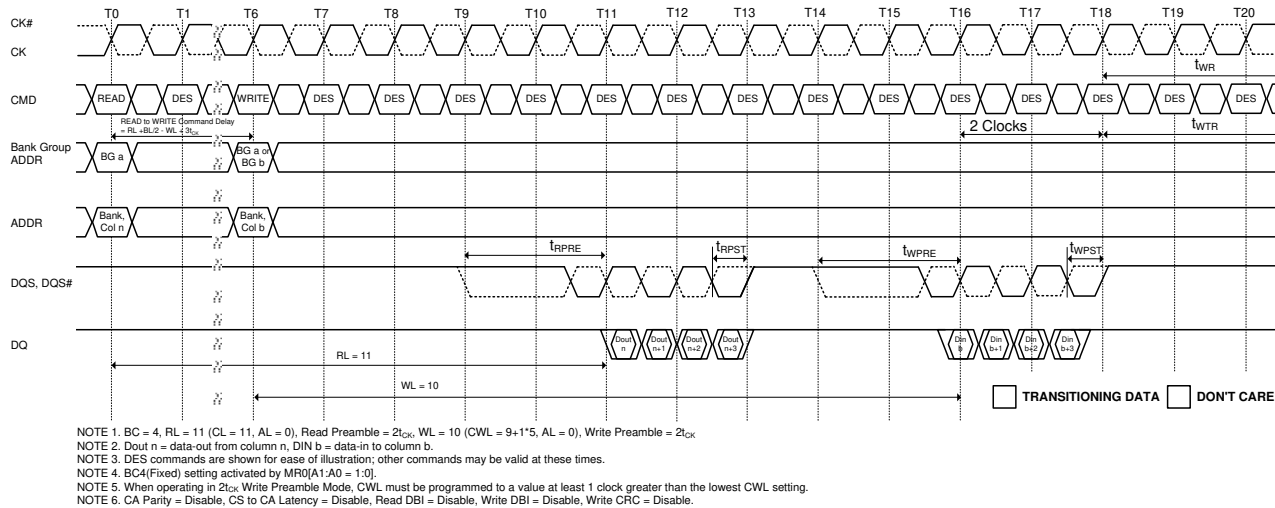 T0 T1 T6 T7 T8 T9 T10 T11 T12 T13 T14 T15 T16 T17 T18 T19 T20
CK#
CK
tWR
CMD READ DES WRITE DES DES DES DES DES DES DES DES DES DES DES DES DES DES
READ to WRITE Command Delay
= RL +BL/2 - WL + 3tCK
2 Clocks
tWTR
Bank Group
ADDR
BG a
BG a or
BG b
ADDR
Bank,
Col n
Bank,
Col b
tRPRE tRPST tWPRE tWPST
DQS, DQS#
DQ
Dout
n
Dout
n+1
Dout
n+2
Dout
n+3
Din
b
Din
b+1
Din
b+2
Din
b+3
RL = 11
WL = 10
TRANSITIONING DATA DON'T CARE
NOTE 1. BC = 4, RL = 11 (CL = 11, AL = 0), Read Preamble = 2tCK, WL = 10 (CWL = 9+1*5, AL = 0), Write Preamble = 2tCK
NOTE 2. Dout n = data-out from column n, DIN b = data-in to column b.
NOTE 3. DES commands are shown for ease of illustration; other commands may be valid at these times.
NOTE 4. BC4(Fixed) setting activated by MR0[A1:A0 = 1:0].
NOTE 5. When operating in 2tCK Write Preamble Mode, CWL must be programmed to a value at least 1 clock greater than the lowest CWL setting.
NOTE 6. CA Parity = Disable, CS to CA Latency = Disable, Read DBI = Disable, Write DBI = Disable, Write CRC = Disable.